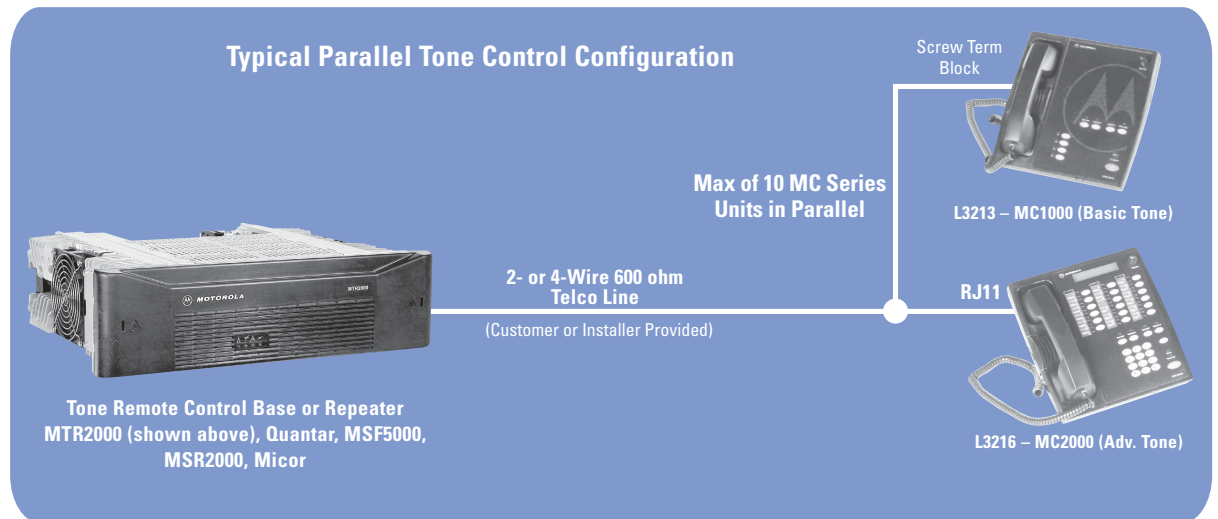 Typical Parallel Tone Control Configuration
Screw Term
Block
Max of 10 MC Series
Units in Parallel
L3213 – MC1000 (Basic Tone)
2- or 4-Wire 600 ohm
Telco Line
(Customer or Installer Provided)
RJ11
MOTOROLA
MTR2000
Tone Remote Control Base or Repeater
MTR2000 (shown above), Quantar, MSF5000,
MSR2000, Micor
L3216 – MC2000 (Adv. Tone)